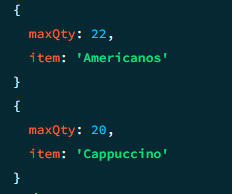 {
maxQty: 22,
item: 'Americanos'
}
{
maxQty: 20,
item: 'Cappuccino'
}